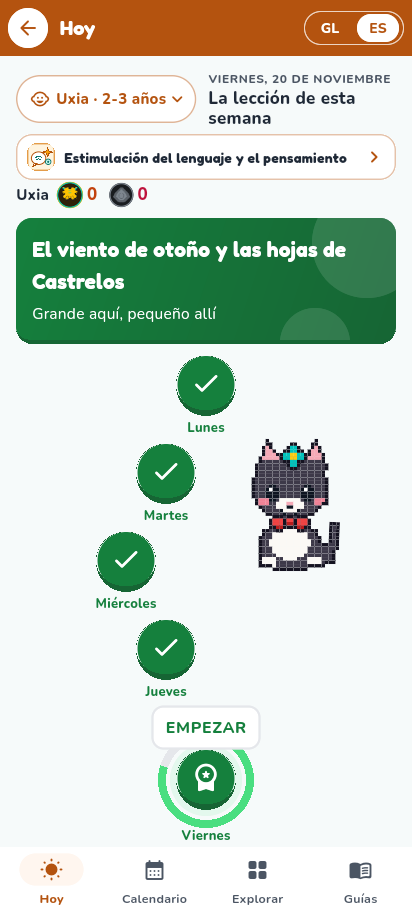 Hoy
GL
ES
Uxia · 2-3 años
VIERNES, 20 DE NOVIEMBRE
La lección de esta
semana
Estimulación del lenguaje y el pensamiento
Uxia
0
0
El viento de otoño y las hojas de
Castrelos
Grande aquí, pequeño allí
Lunes
Martes
Miércoles
Jueves
EMPEZAR
Viernes
Hoy
Calendario
Explorar
Guías